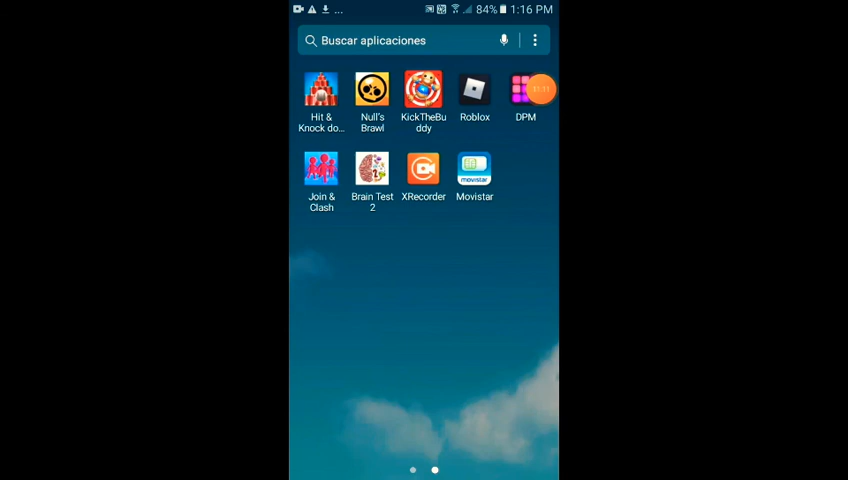 ... 84% 1:16 PM
Buscar aplicaciones
Hit & Knock do...
Null's Brawl
KickTheBu ddy
Roblox
DPM
Join & Clash
Brain Test 2
XRecorder
Movistar
movistar